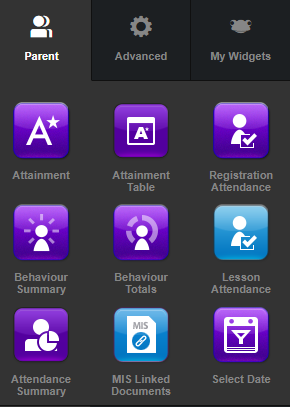 Parent Advanced My Widgets
A A
Attainment Attainment Table Registration Attendance
Behaviour Summary Behaviour Totals Lesson Attendance
MIS
Attendance Summary MIS Linked Documents Select Date